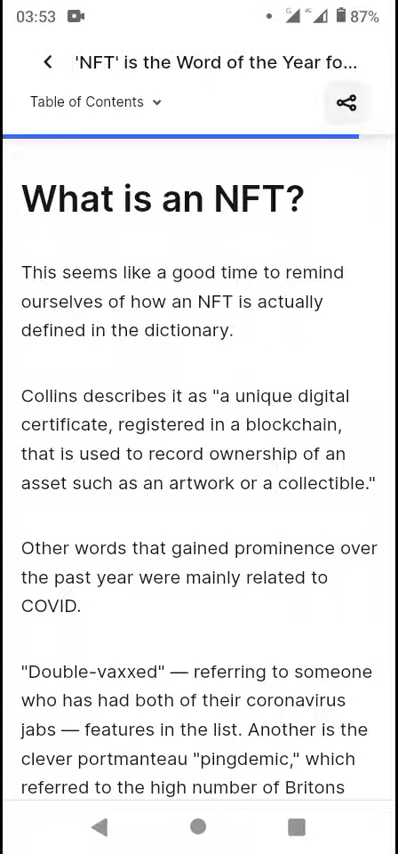 03:53
87%
'NFT' is the Word of the Year fo...
Table of Contents
What is an NFT?
This seems like a good time to remind
ourselves of how an NFT is actually
defined in the dictionary.
Collins describes it as "a unique digital
certificate, registered in a blockchain,
that is used to record ownership of an
asset such as an artwork or a collectible."
Other words that gained prominence over
the past year were mainly related to
COVID.
"Double-vaxxed" — referring to someone
who has had both of their coronavirus
jabs — features in the list. Another is the
clever portmanteau "pingdemic," which
referred to the high number of Britons